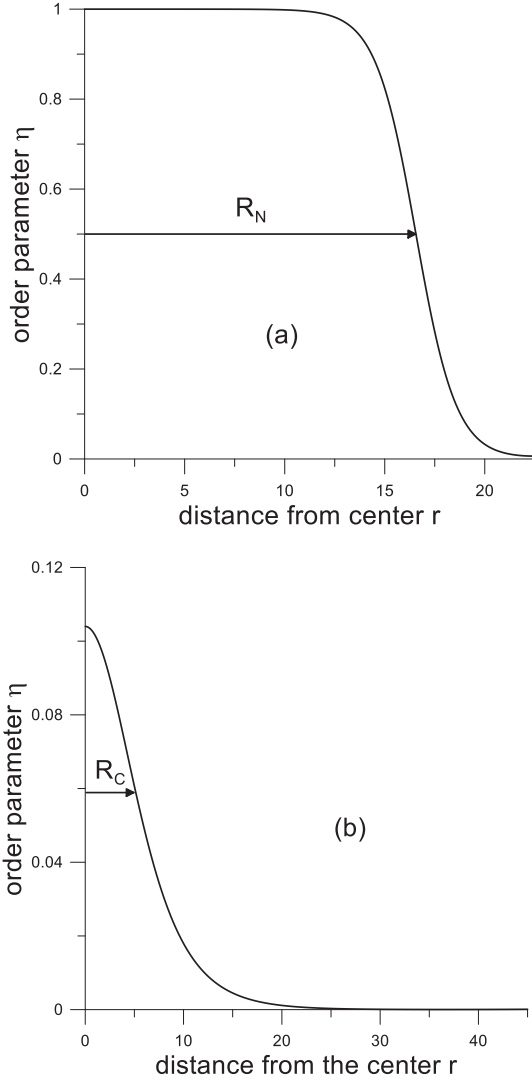 1
0.8
0.6
0.4
0.2
0
order parameter η
R_N
(a)
0 5 10 15 20
distance from center r
0.12
0.08
0.04
0
order parameter η
R_C
(b)
0 10 20 30 40
distance from the center r